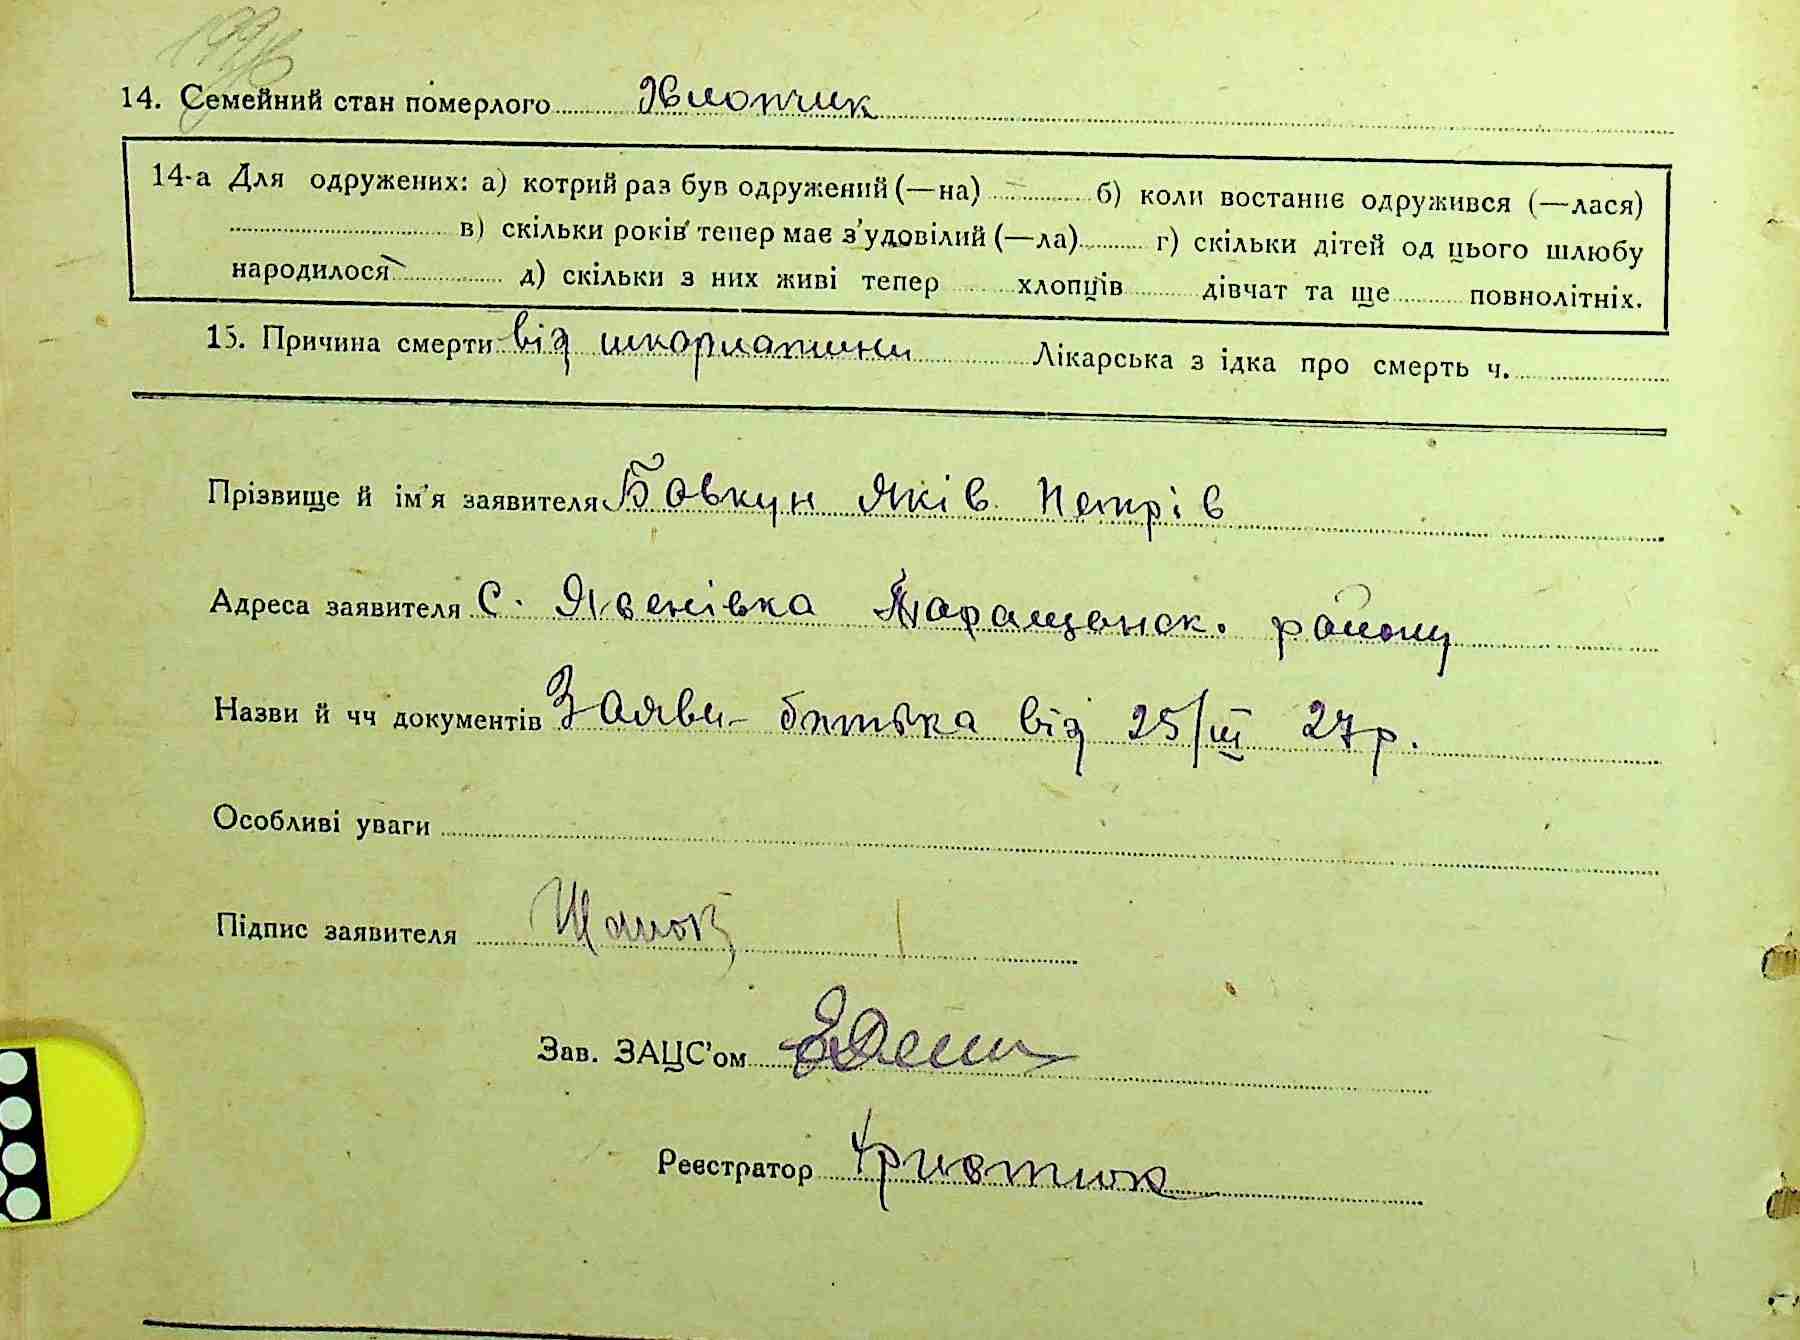 14. Семейний стан померлого Хлопчик
14-а Для одружених: а) котрий раз був одружений (—на) б) коли востаннє одружився (—лася)
в) скільки років тепер має з'удовілий (—ла) г) скільки дітей од цього шлюбу
народилося д) скільки з них живі тепер хлопців дівчат та ще повнолітніх.
15. Причина смерти від шкорлатини Лікарська з ідка про смерть ч.
Прізвище й ім'я заявителя Бовкун Яків Петрів
Адреса заявителя с. Лсенівка Таращанск. району
Назви й чч документів Заяви батька від 25/III 27 р.
Особливі уваги
Підпис заявителя
Зав. ЗАЦС'ом
Реєстратор